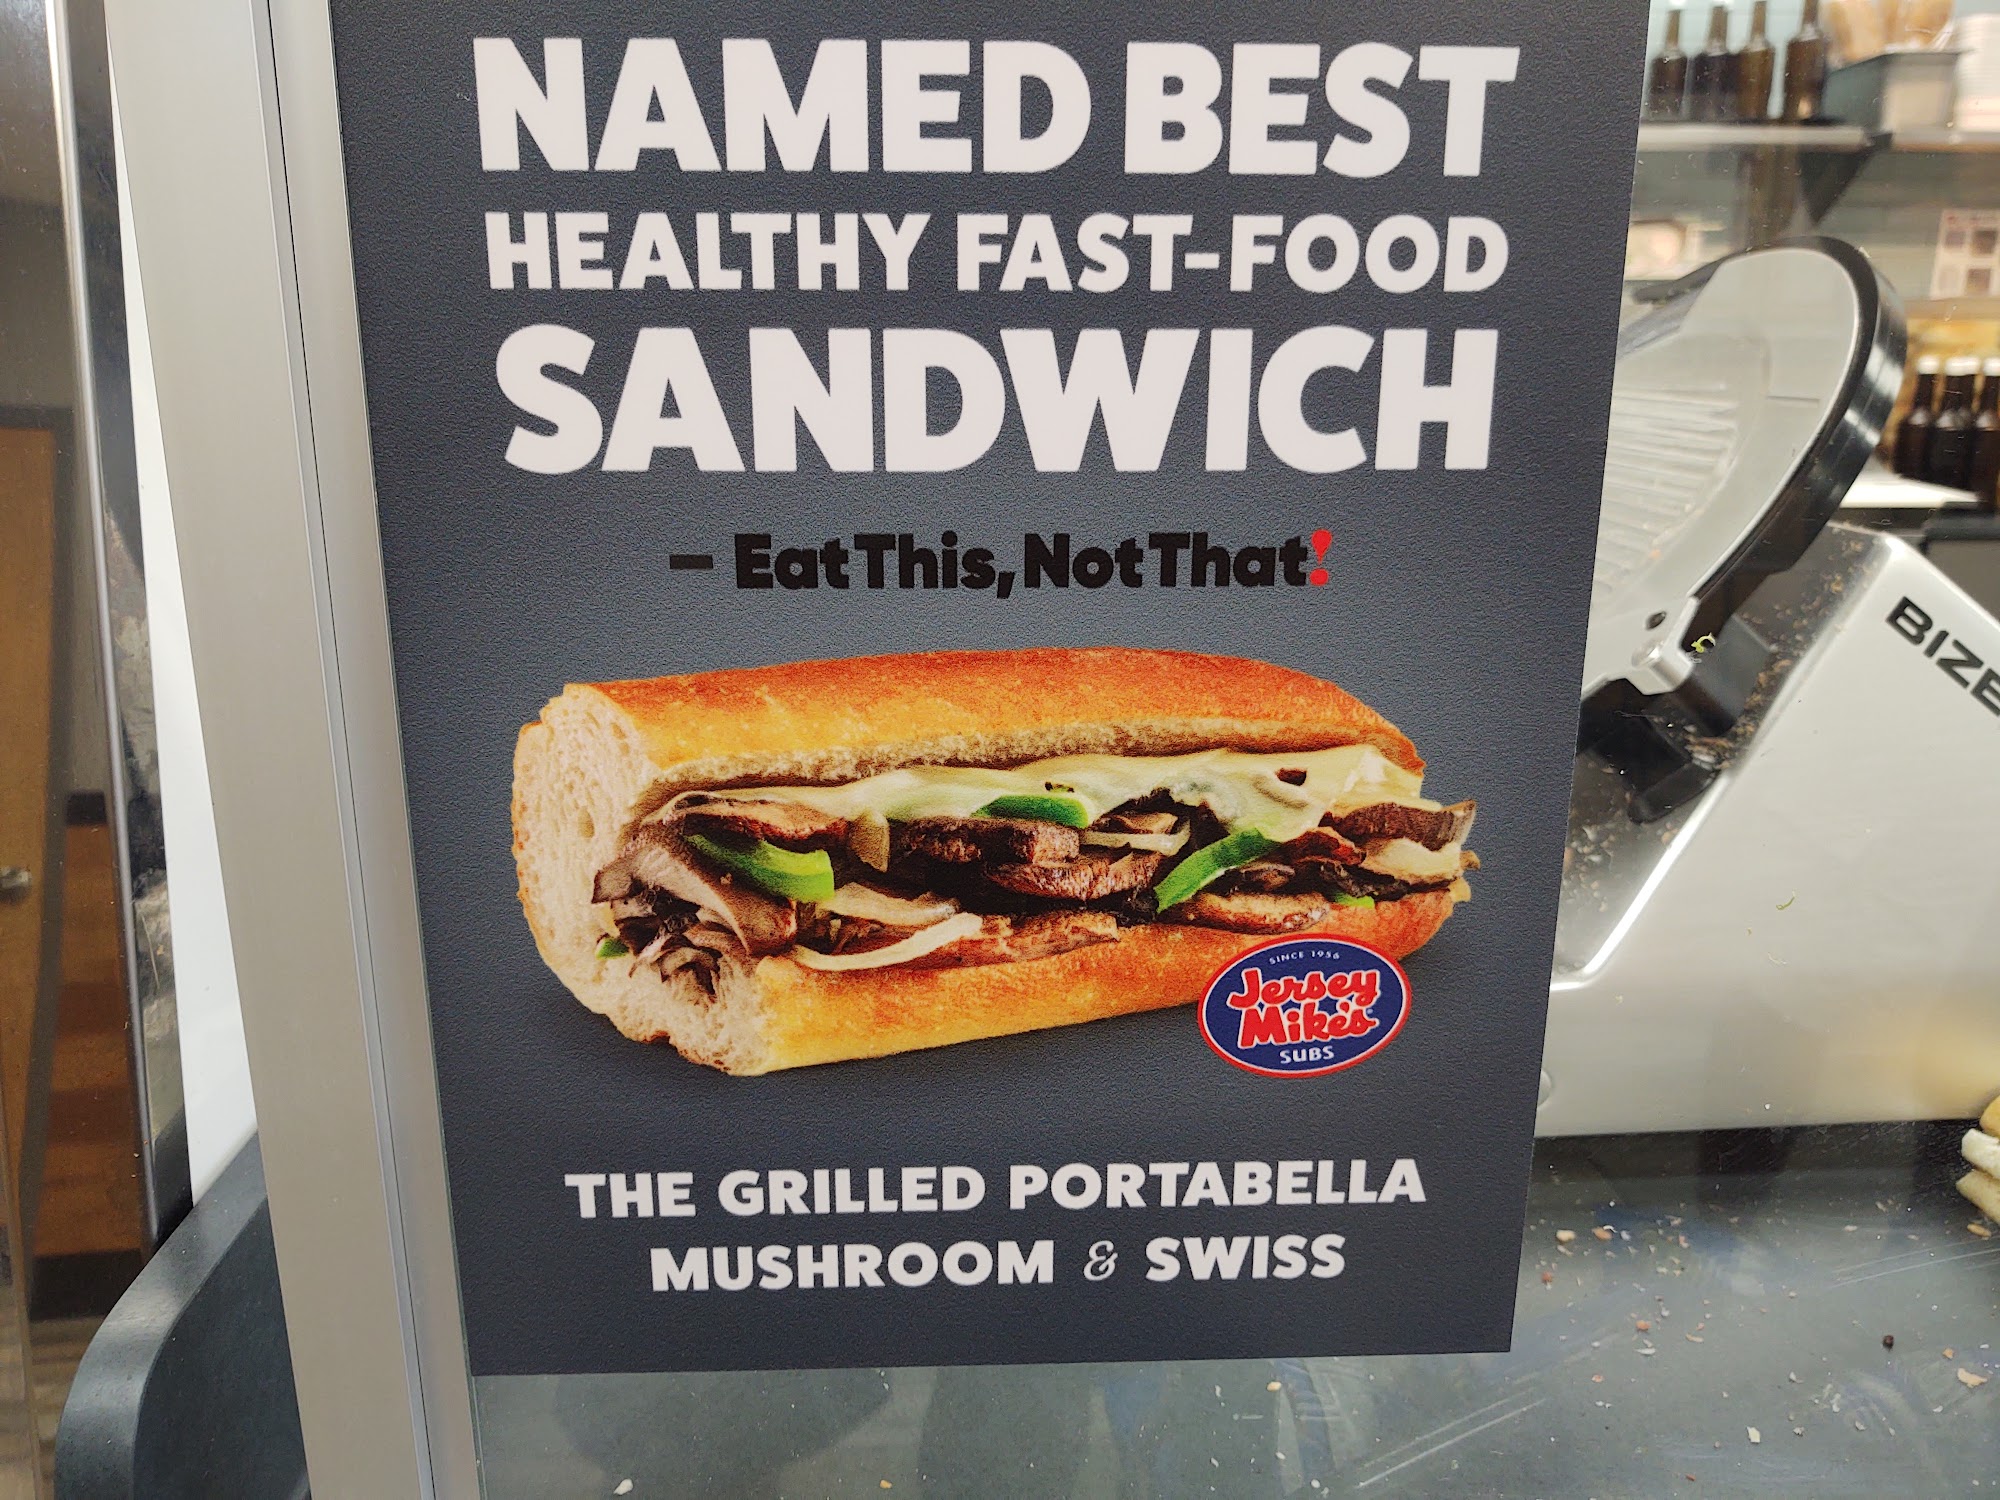 NAMED BEST
HEALTHY FAST-FOOD
SANDWICH
– Eat This, Not That!
SINCE 1956
Jersey
Mike's
SUBS
THE GRILLED PORTABELLA
MUSHROOM & SWISS
BIZE